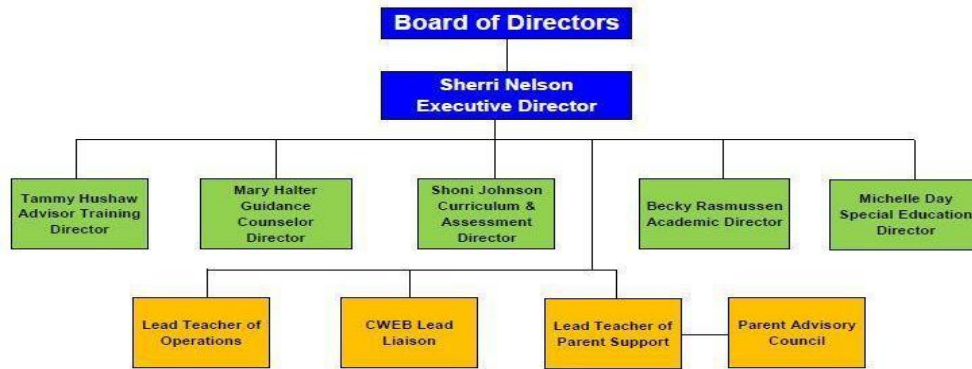 Board of Directors
Sherri Nelson
Executive Director
Tammy Hushaw
Advisor Training
Director
Mary Halter
Guidance
Counselor
Director
Shoni Johnson
Curriculum &
Assessment
Director
Becky Rasmussen
Academic Director
Michelle Day
Special Education
Director
Lead Teacher of
Operations
CWEB Lead
Liaison
Lead Teacher of
Parent Support
Parent Advisory
Council